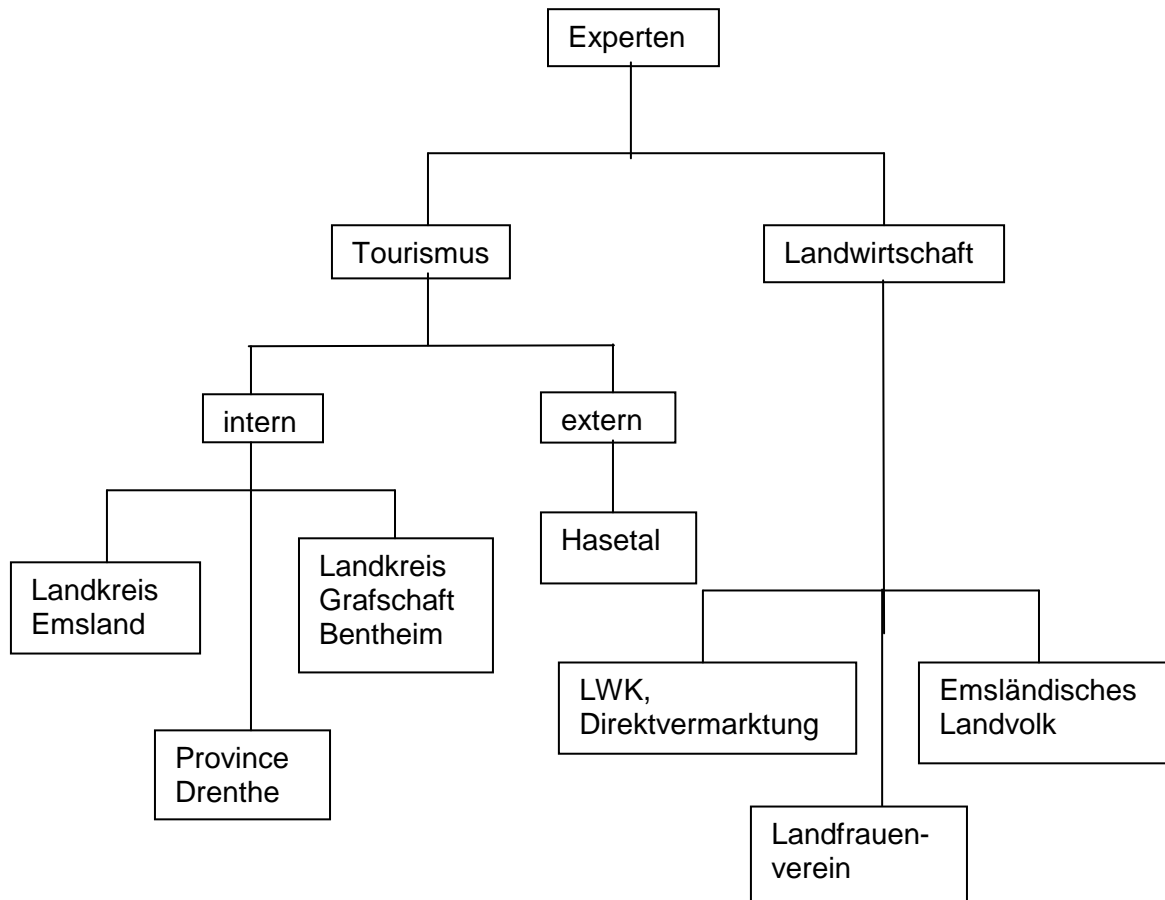 Experten
Tourismus
Landwirtschaft
intern
extern
Landkreis
Emsland
Landkreis
Grafschaft
Bentheim
Hasetal
Province
Drenthe
LWK,
Direktvermarktung
Emsländisches
Landvolk
Landfrauen-
verein